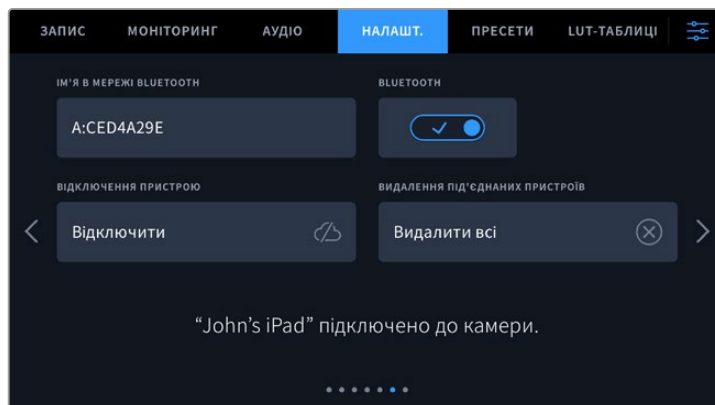 ЗАПИС МОНІТОРИНГ АУДІО НАЛАШТ. ПРЕСЕТИ LUT-ТАБЛИЦІ
ІМ'Я В МЕРЕЖІ BLUETOOTH BLUETOOTH
A:CED4A29E
ВІДКЛЮЧЕННЯ ПРИСТРОЮ ВИДАЛЕННЯ ПІД'ЄДНАНИХ ПРИСТРОЇВ
Відключити Видалити всі
“John’s iPad” підключено до камери.